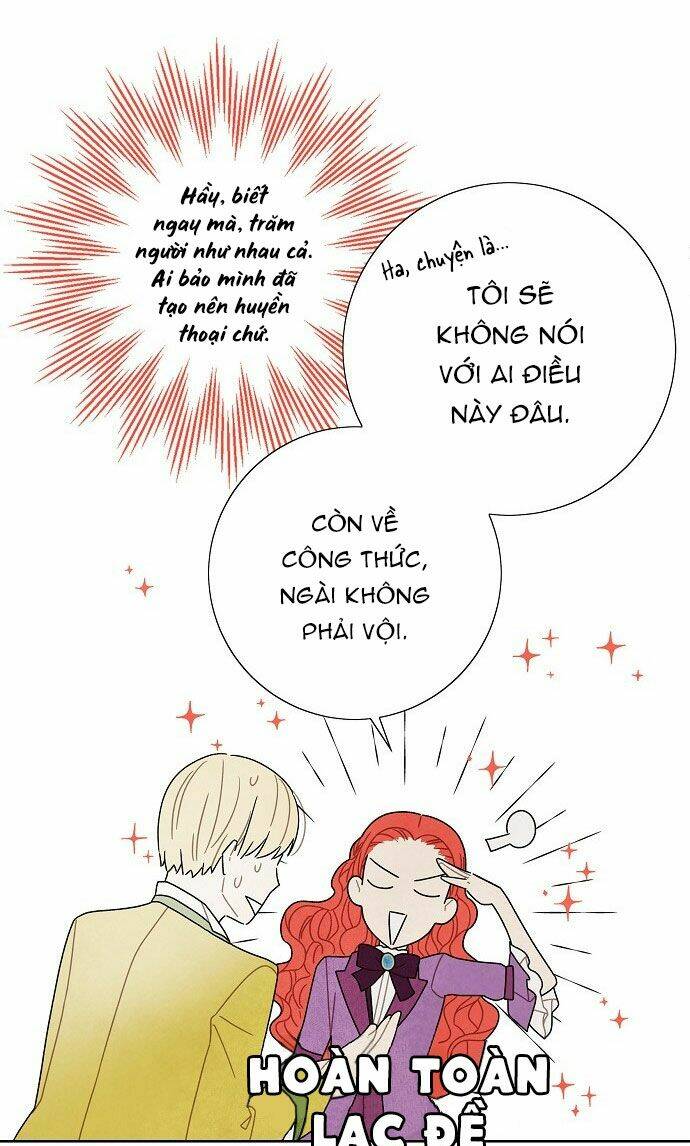 Hầy, biết
ngay mà, trăm
người như nhau cả.
Ai bảo mình đã
tạo nên huyền
thoại chứ.
Ha, chuyện là...
TÔI SẼ
KHÔNG NÓI
VỚI AI ĐIỀU
NÀY ĐÂU.
CÒN VỀ
CÔNG THỨC,
NGÀI KHÔNG
PHẢI VỘI.
HOÀN TOÀN
LẠC ĐỀ